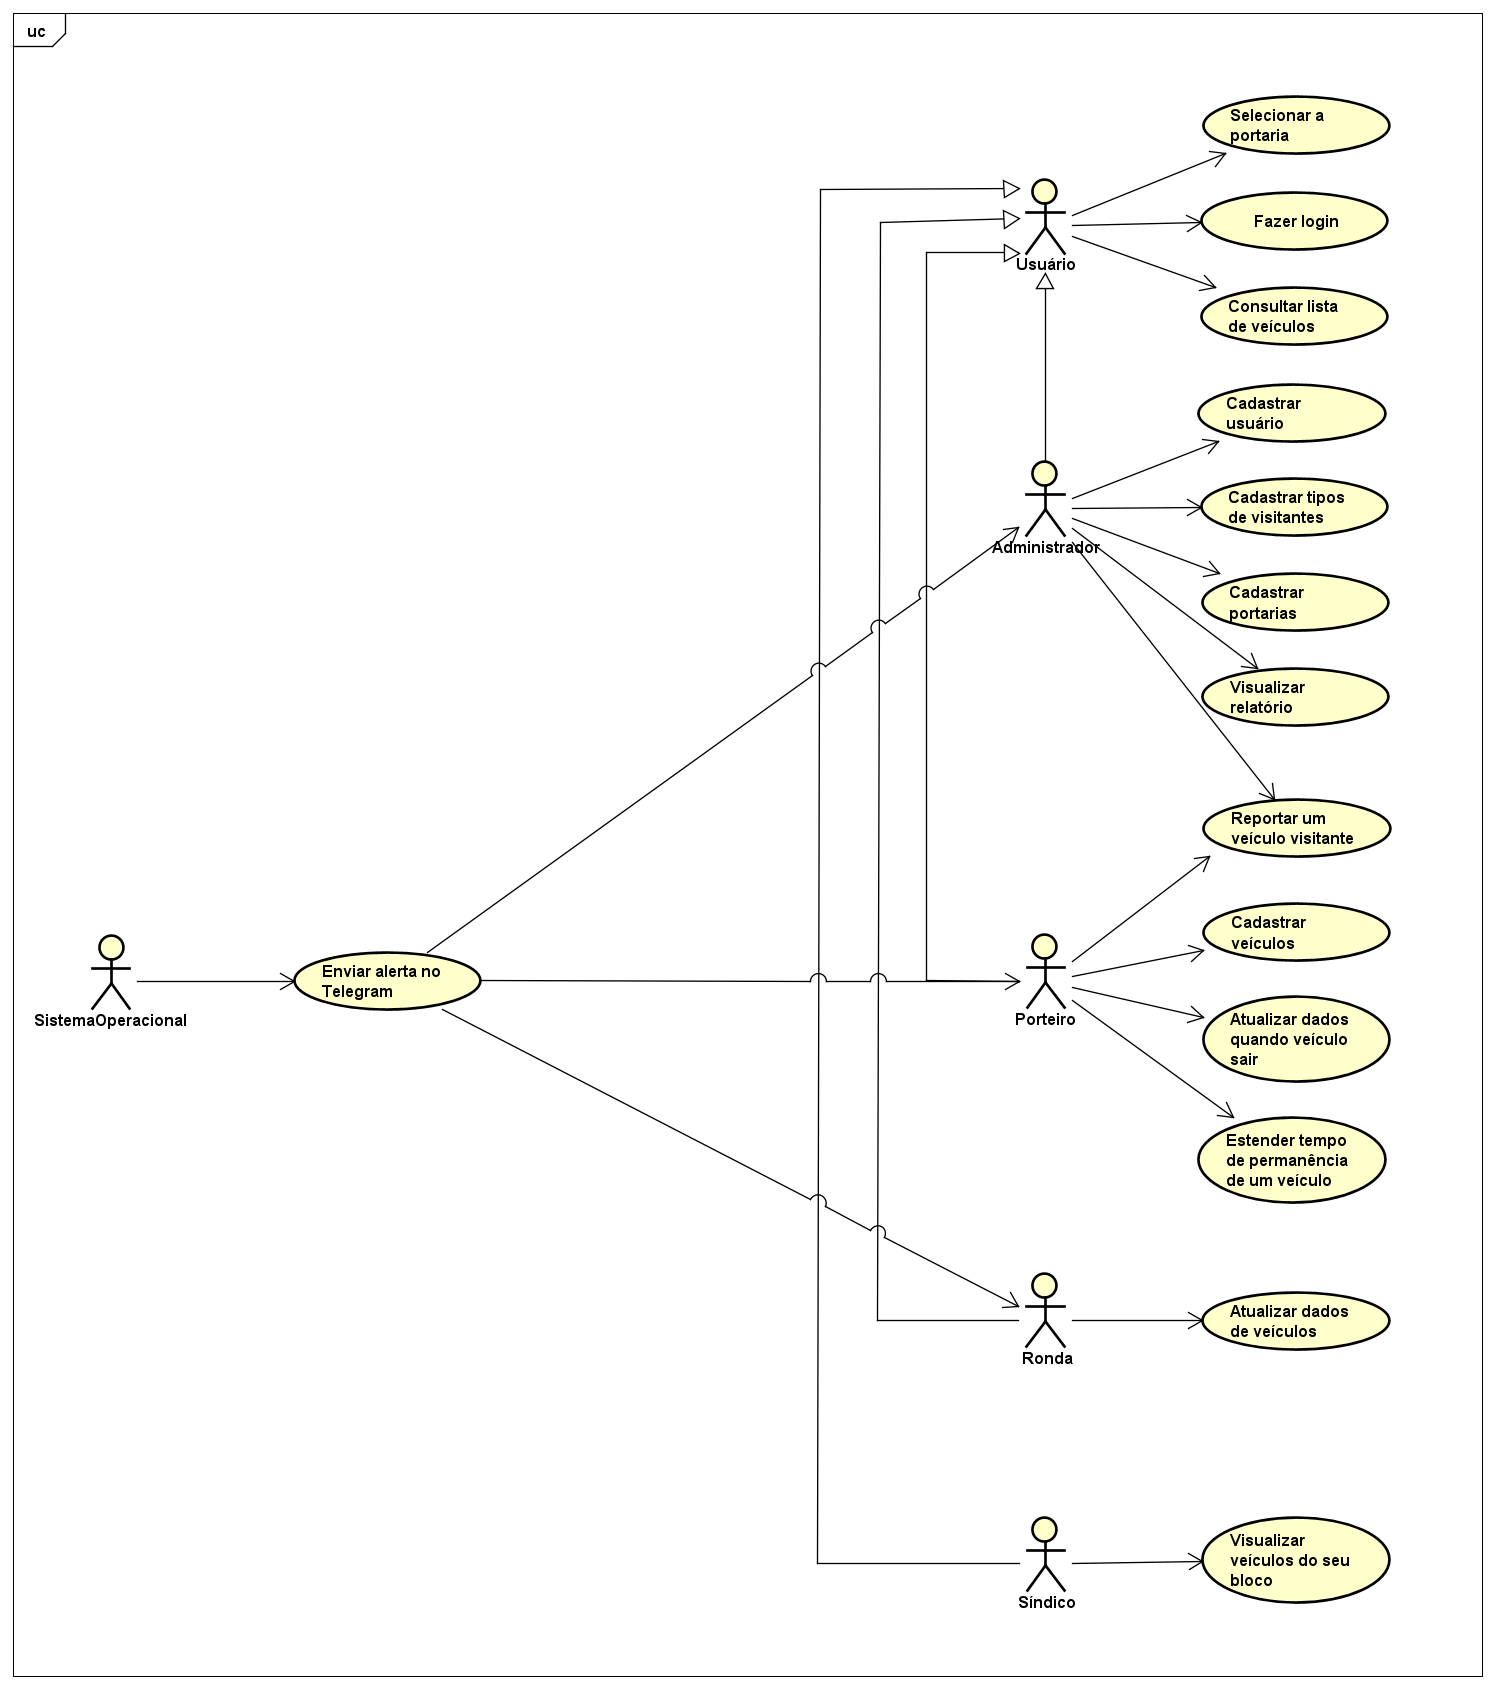 uc
Selecionar a
portaria
Fazer login
Usuário
Consultar lista
de veículos
Cadastrar
usuário
Cadastrar tipos
de visitantes
Administrador
Cadastrar
portarias
Visualizar
relatório
Reportar um
veículo visitante
Cadastrar
veículos
Enviar alerta no
Telegram
SistemaOperacional
Porteiro
Atualizar dados
quando veículo
sair
Estender tempo
de permanência
de um veículo
Atualizar dados
de veículos
Ronda
Visualizar
veículos do seu
bloco
Síndico